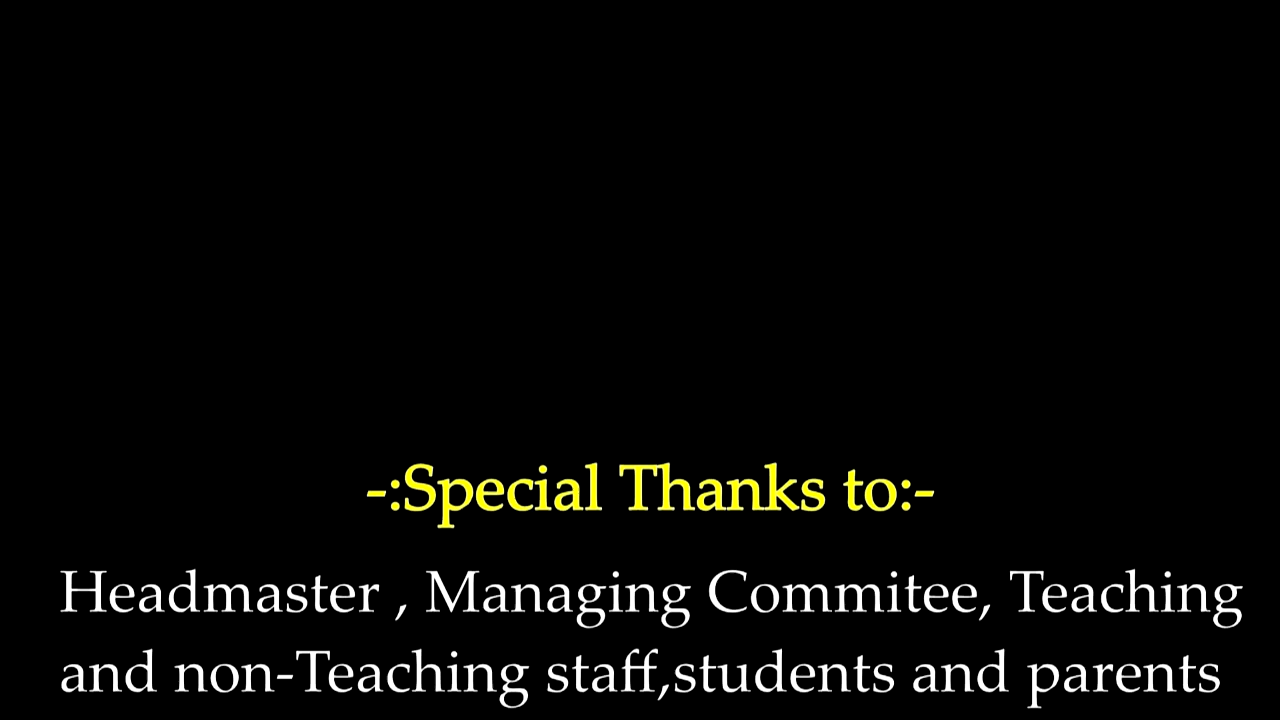 -:Special Thanks to:-
Headmaster , Managing Commitee, Teaching
and non-Teaching staff,students and parents